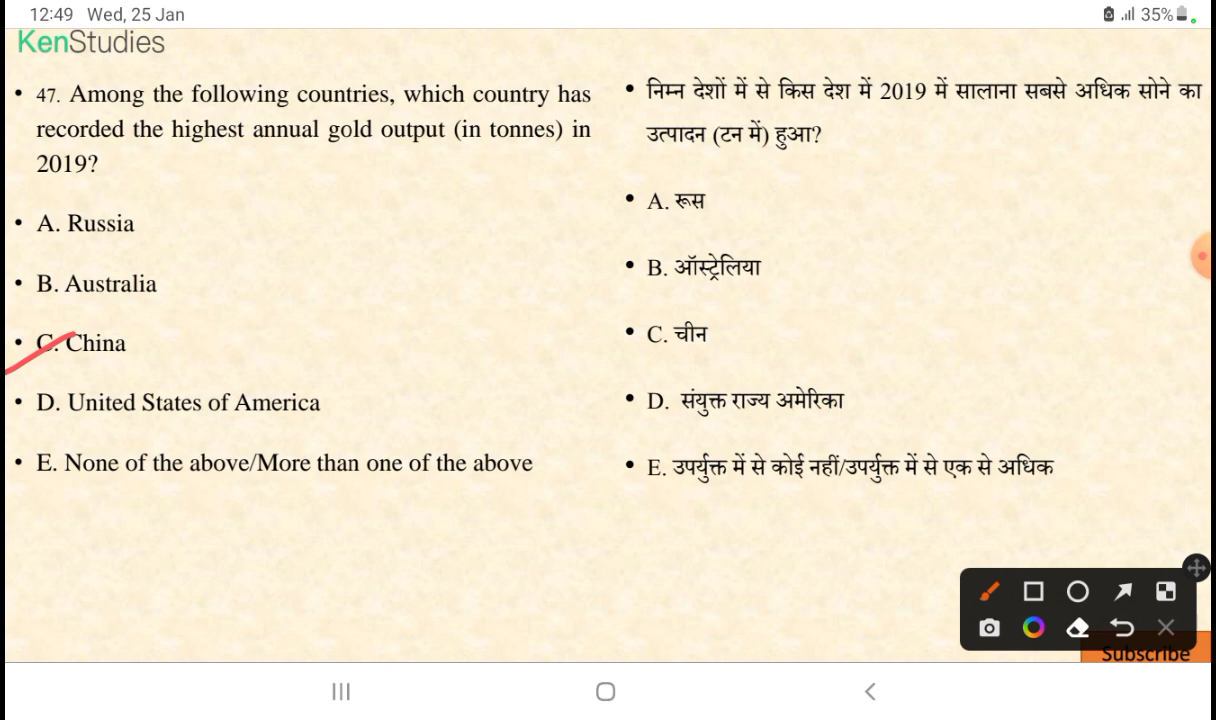 12:49 Wed, 25 Jan
35%
KenStudies
• 47. Among the following countries, which country has
recorded the highest annual gold output (in tonnes) in
2019?
• A. Russia
• B. Australia
• C. China
• D. United States of America
• E. None of the above/More than one of the above
• निम्न देशों में से किस देश में 2019 में सालाना सबसे अधिक सोने का
उत्पादन (टन में) हुआ?
• A. रूस
• B. ऑस्ट्रेलिया
• C. चीन
• D. संयुक्त राज्य अमेरिका
• E. उपर्युक्त में से कोई नहीं/उपर्युक्त में से एक से अधिक
Subscribe